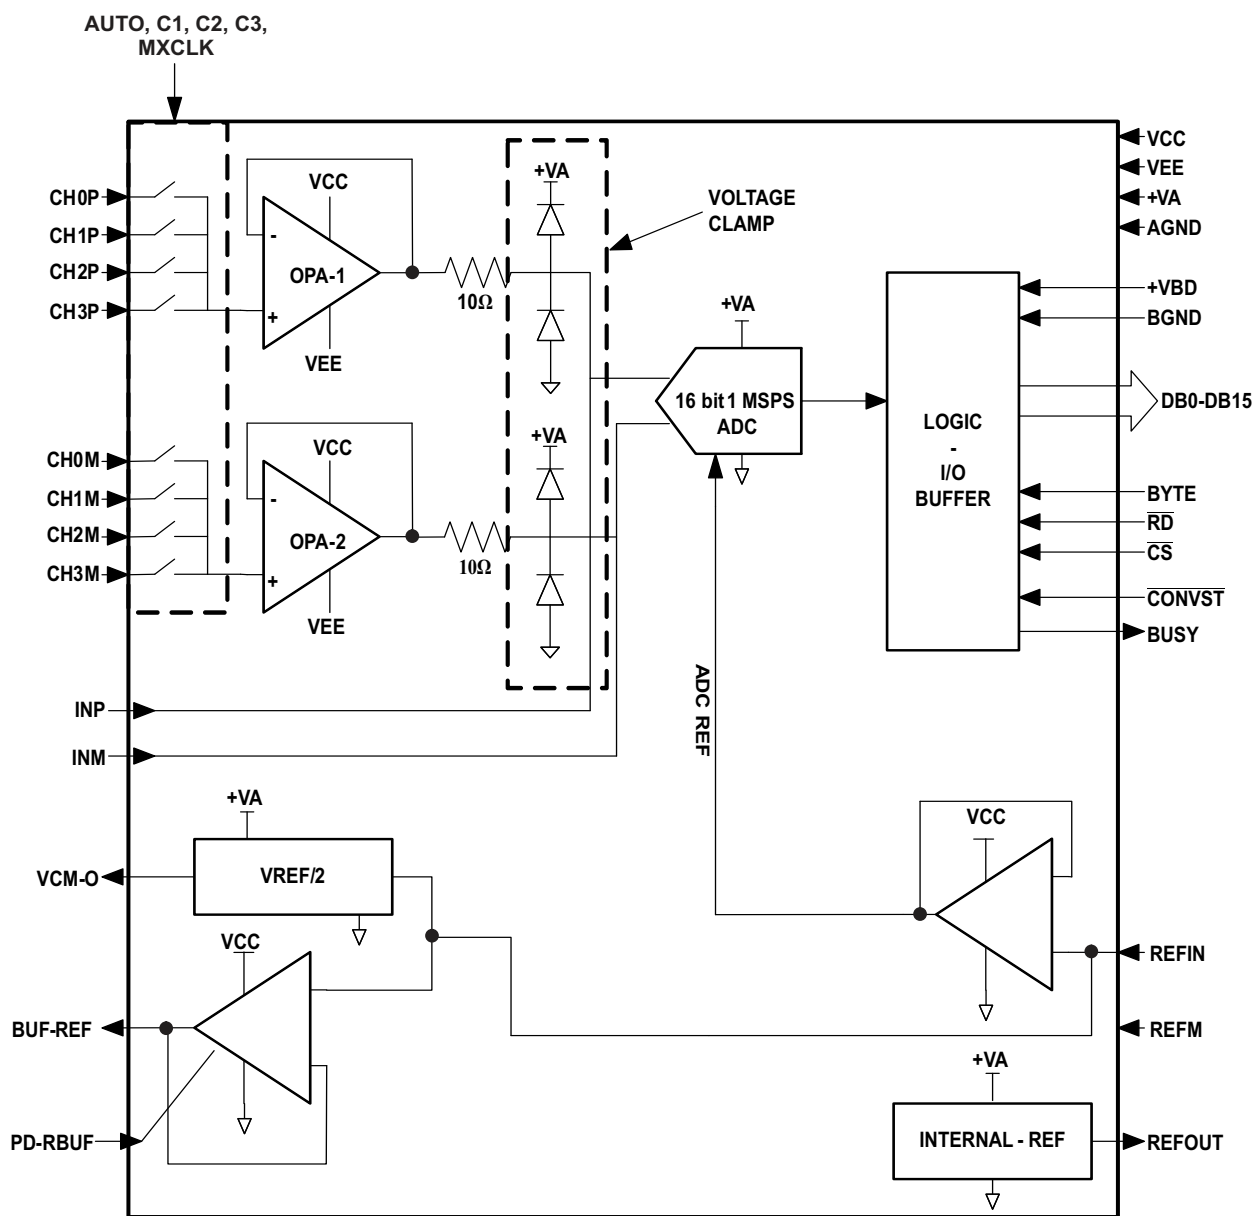 AUTO, C1, C2, C3,
MXCLK
VCC
VEE
+VA
AGND
CH0P
CH1P
CH2P
CH3P
VCC
-
OPA-1
+
VEE
10Ω
+VA
VOLTAGE
CLAMP
+VBD
BGND
+VA
16 bit 1 MSPS
ADC
LOGIC
-
I/O
BUFFER
DB0-DB15
CH0M
CH1M
CH2M
CH3M
VCC
-
OPA-2
+
VEE
10Ω
+VA
BYTE
RD
CS
CONVST
BUSY
INP
INM
ADC REF
+VA
VREF/2
VCM-O
VCC
BUF-REF
PD-RBUF
VCC
REFIN
REFM
+VA
INTERNAL - REF
REFOUT